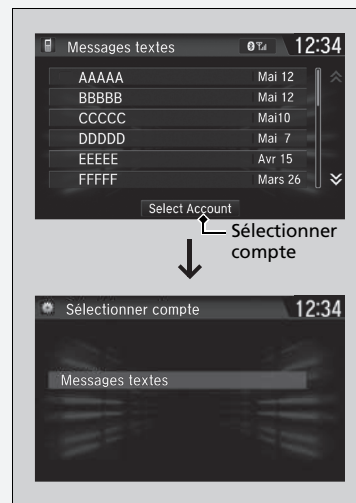 Messages textes 12:34
AAAAA Mai 12
BBBBB Mai 12
CCCCC Mai10
DDDDD Mai 7
EEEEE Avr 15
FFFFF Mars 26
Select Account
Sélectionner
compte
Sélectionner compte 12:34
Messages textes